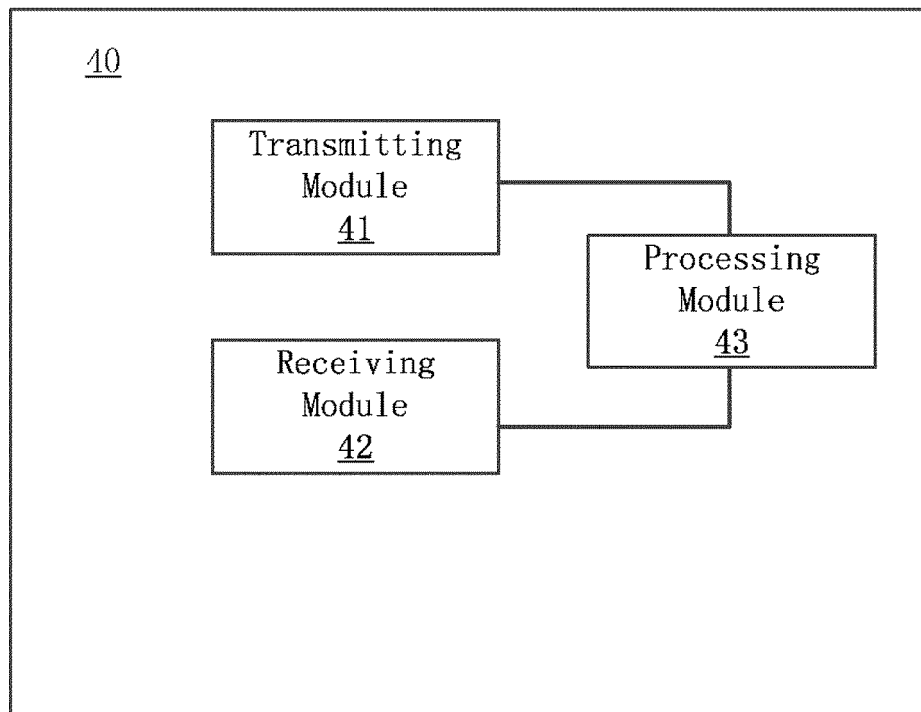 40
Transmitting
Module
41
Processing
Module
43
Receiving
Module
42